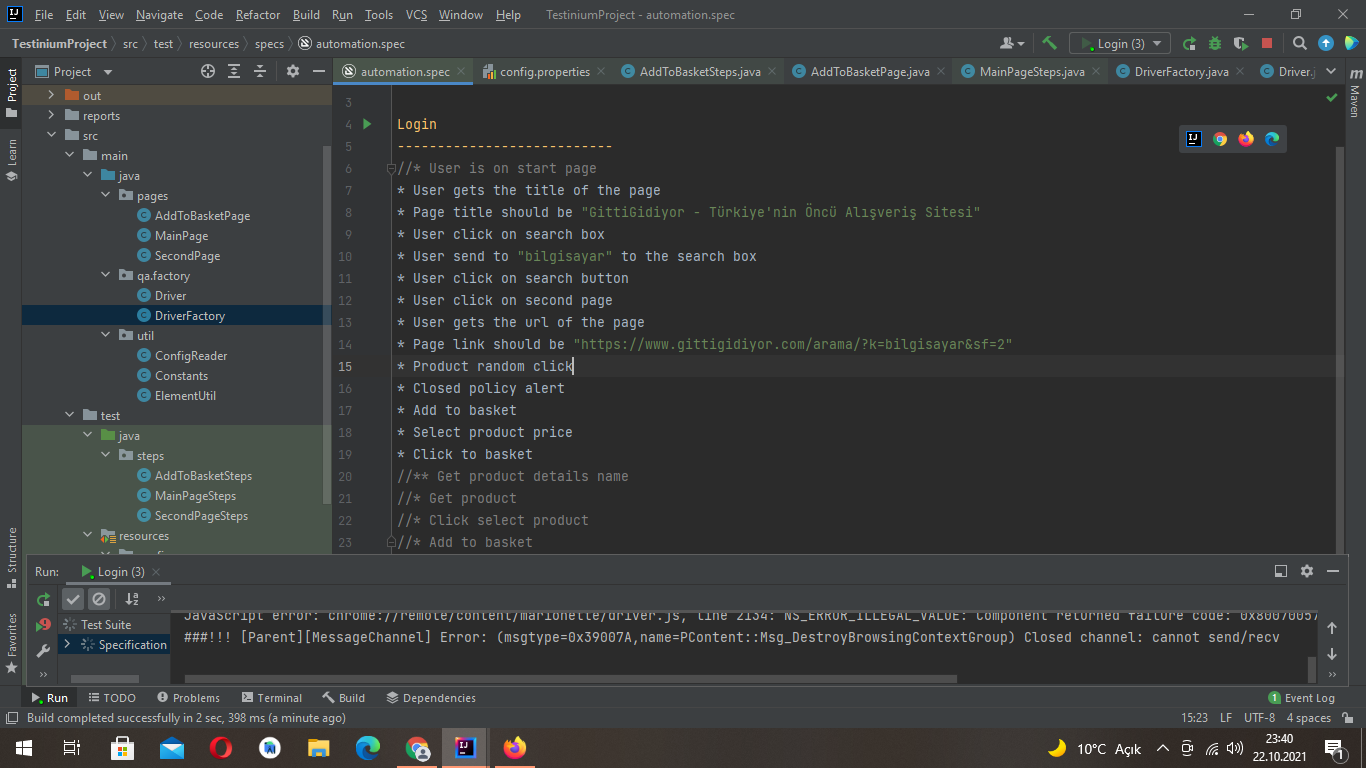 File Edit View Navigate Code Refactor Build Run Tools VCS Window Help TestiniumProject - automation.spec
TestiniumProject src test resources specs automation.spec Login (3)
Project
automation.spec config.properties AddToBasketSteps.java AddToBasketPage.java MainPageSteps.java DriverFactory.java Driver.
Project
Learn
Structure
Favorites
Maven
out
reports
src
main
java
pages
AddToBasketPage
MainPage
SecondPage
qa.factory
Driver
DriverFactory
util
ConfigReader
Constants
ElementUtil
test
java
steps
AddToBasketSteps
MainPageSteps
SecondPageSteps
resources
3
4 Login
5 ---------------------------
6 //* User is on start page
7 * User gets the title of the page
8 * Page title should be "GittiGidiyor - Türkiye'nin Öncü Alışveriş Sitesi"
9 * User click on search box
10 * User send to "bilgisayar" to the search box
11 * User click on search button
12 * User click on second page
13 * User gets the url of the page
14 * Page link should be "https://www.gittigidiyor.com/arama/?k=bilgisayar&sf=2"
15 * Product random click
16 * Closed policy alert
17 * Add to basket
18 * Select product price
19 * Click to basket
20 //** Get product details name
21 //* Get product
22 //* Click select product
23 //* Add to basket
Run: Login (3)
Test Suite
Specification
JavaScript error: chrome://remote/content/marionette/driver.js, line 2154: NS_ERROR_ILLEGAL_VALUE: Component returned failure code: 0x80070057
###!!! [Parent][MessageChannel] Error: (msgtype=0x39007A,name=PContent::Msg_DestroyBrowsingContextGroup) Closed channel: cannot send/recv
Run TODO Problems Terminal Build Dependencies 1 Event Log
Build completed successfully in 2 sec, 398 ms (a minute ago) 15:23 LF UTF-8 4 spaces
10°C Açık
23:40
22.10.2021
1